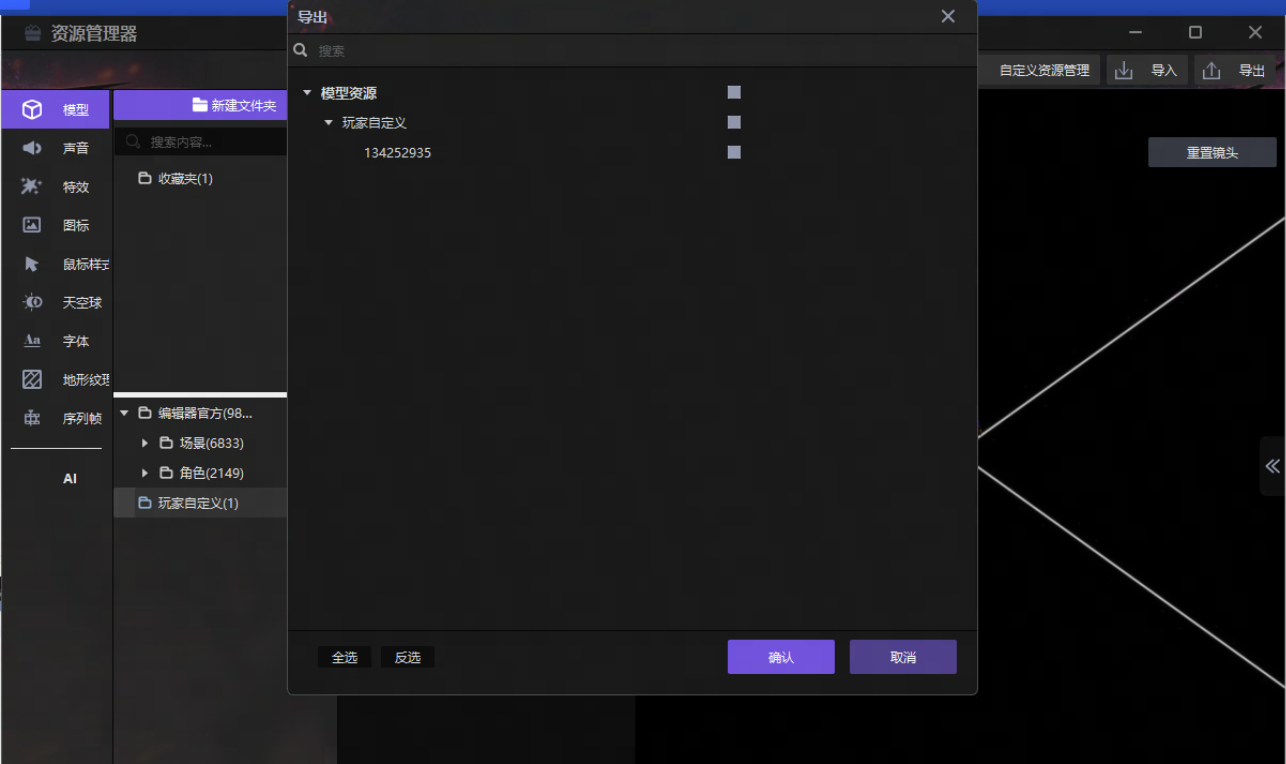 导出
资源管理器
搜索
自定义资源管理
导入
导出
模型
声音
特效
图标
鼠标样式
天空球
字体
地形纹理
序列帧
AI
新建文件夹
搜索内容...
收藏夹(1)
编辑器官方(98...
场景(6833)
角色(2149)
玩家自定义(1)
模型资源
玩家自定义
134252935
重置镜头
全选
反选
确认
取消